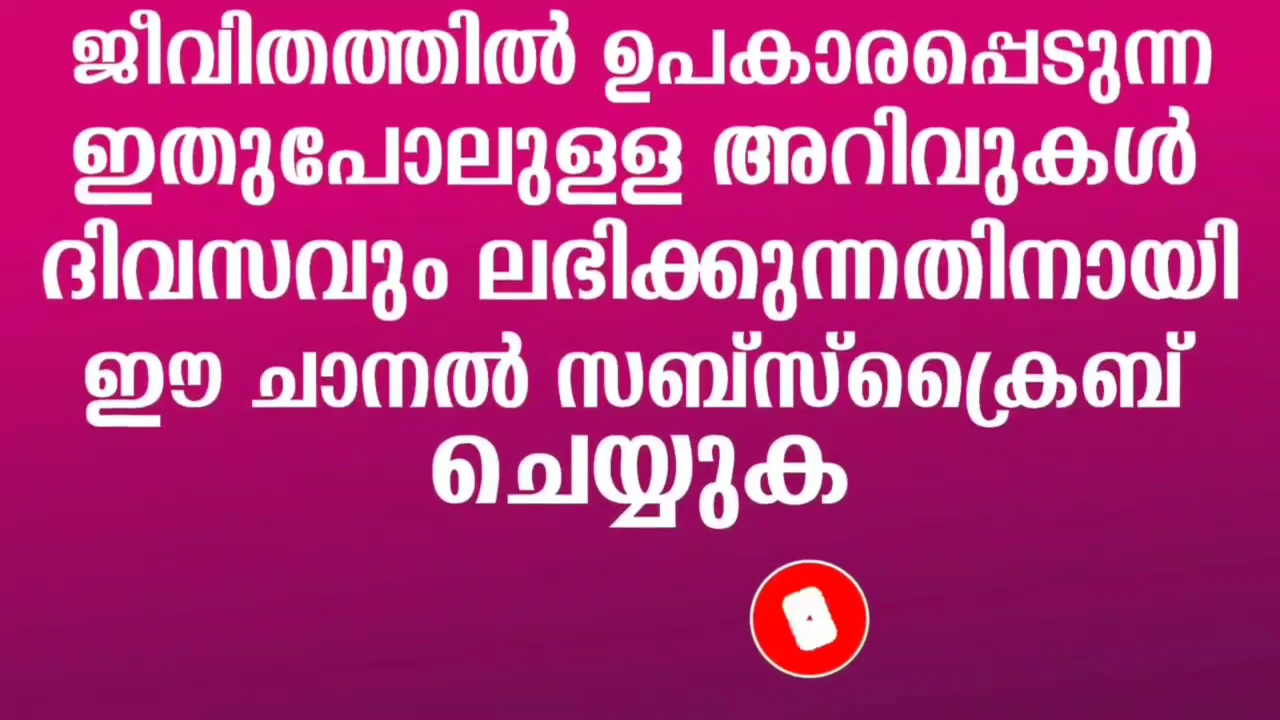 ജീവിതത്തിൽ ഉപകാരപ്പെടുന്ന
ഇതുപോലുള്ള അറിവുകൾ
ദിവസവും ലഭിക്കുന്നതിനായി
ഈ ചാനൽ സബ്സ്ക്രൈബ്
ചെയ്യുക